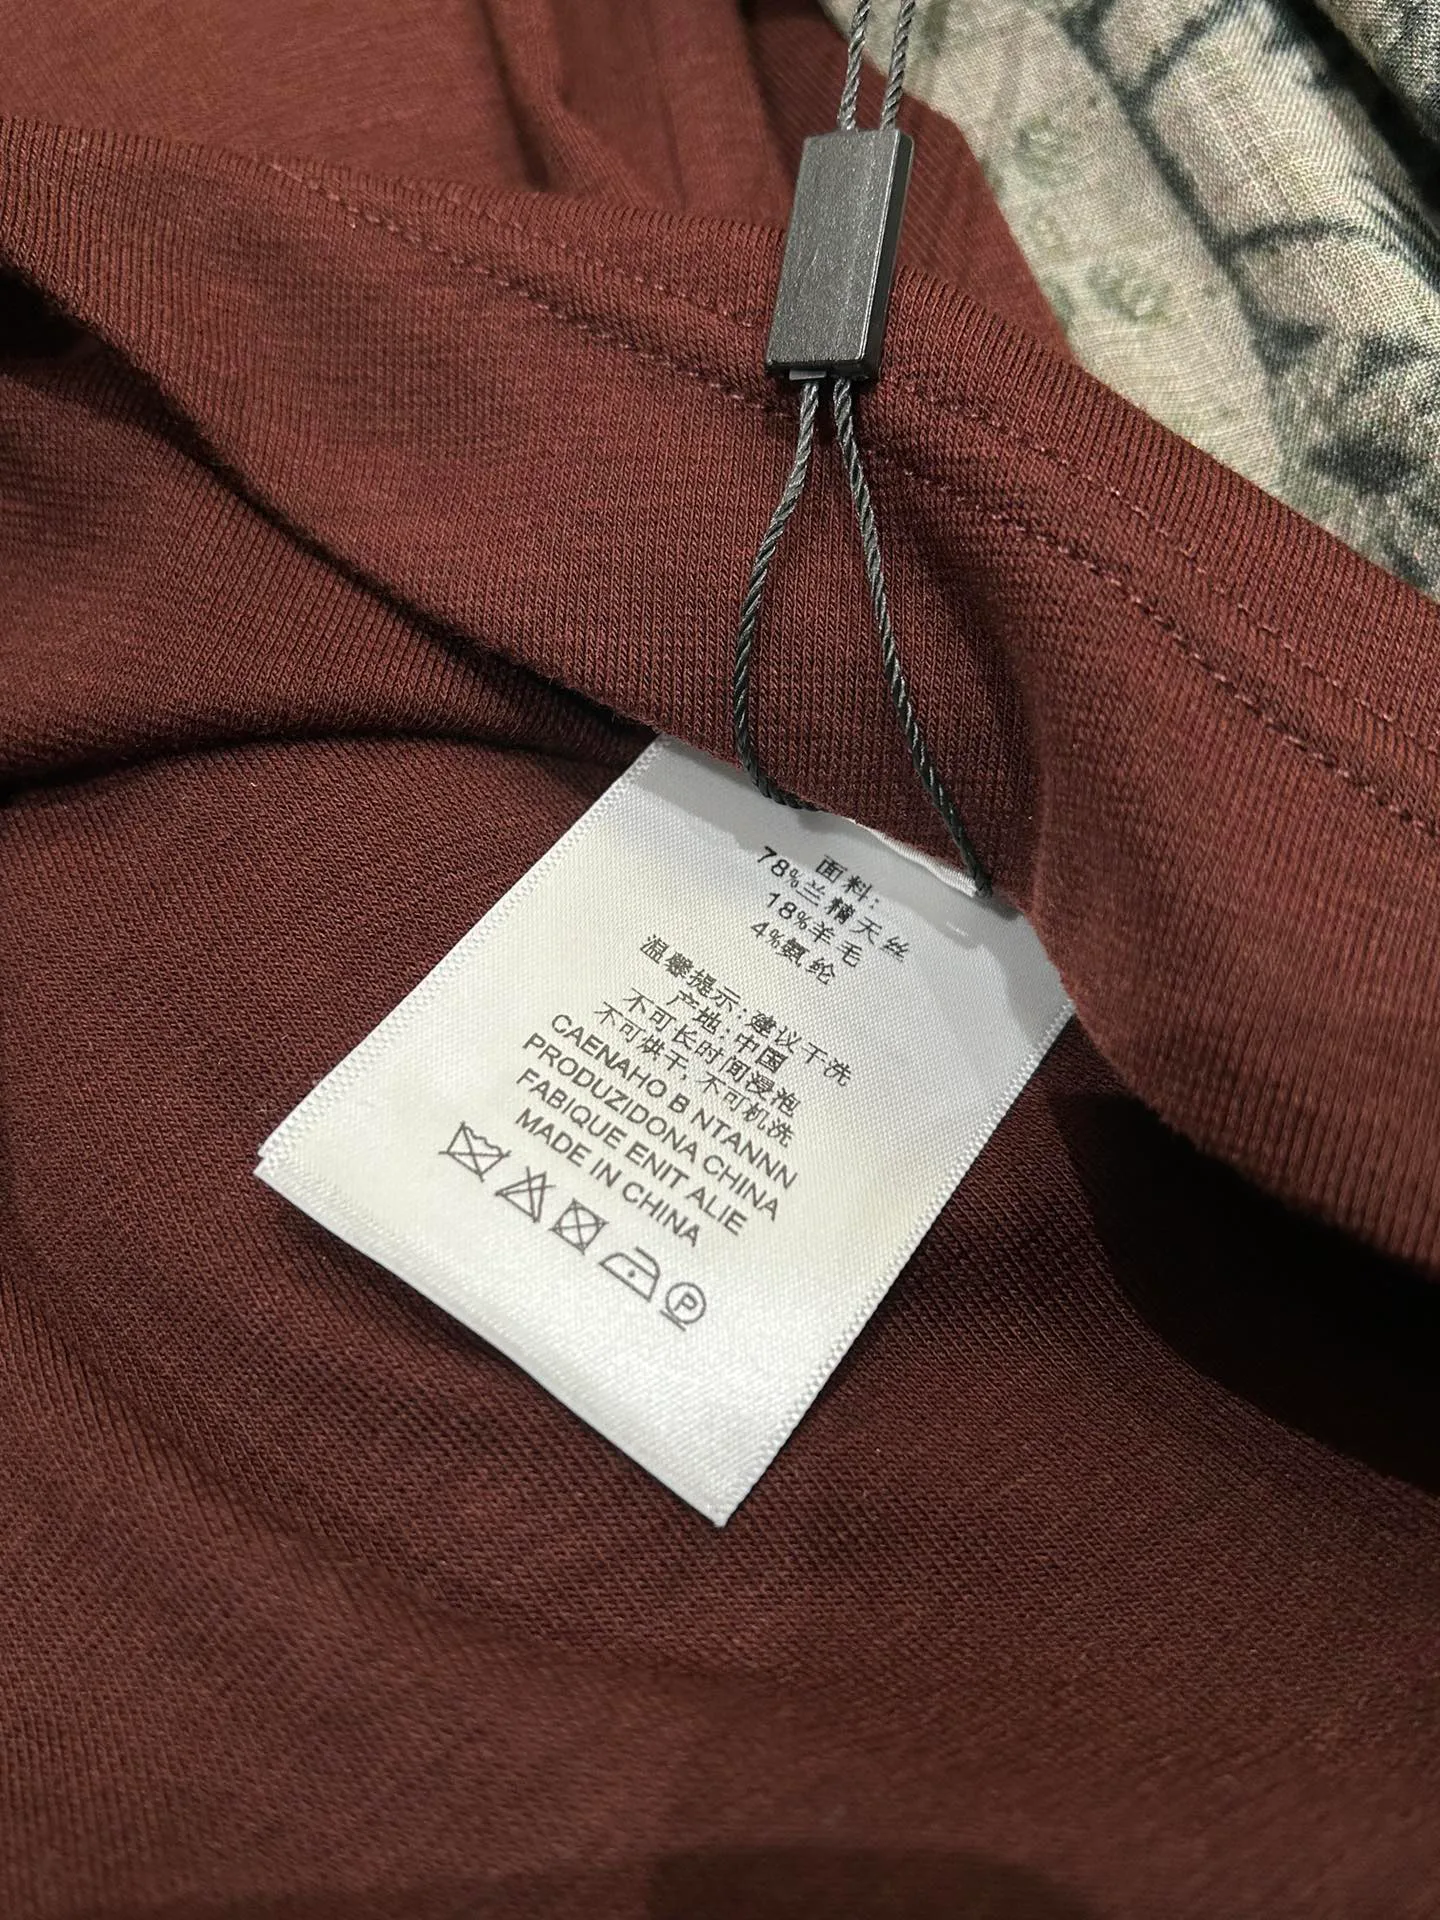 面料：
78%兰精天丝
18%羊毛
4%氨纶
温馨提示：建议干洗
产地：中国
不可长时间浸泡
不可烘干，不可机洗
CAENAHO B NTANNN
PRODUZIDONA CHINA
FABIQUE ENIT ALIE
MADE IN CHINA
P